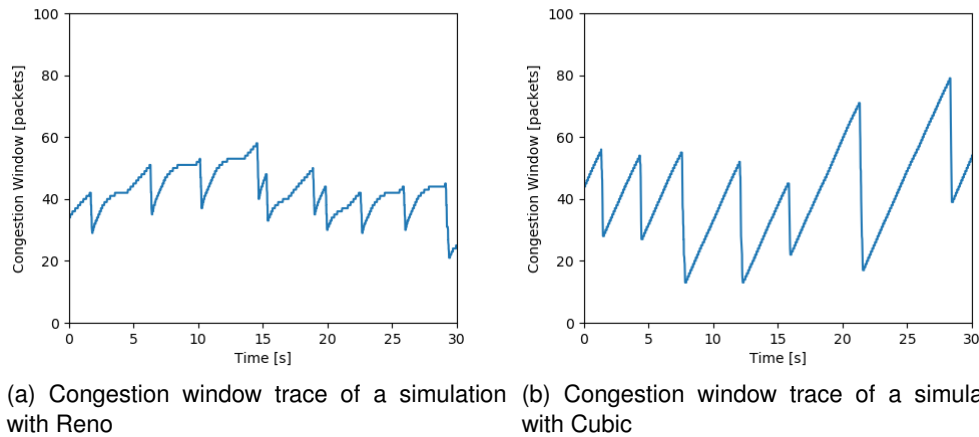 100
80
60
40
20
0
Congestion Window [packets]
0 5 10 15 20 25 30
Time [s]
100
80
60
40
20
0
Congestion Window [packets]
0 5 10 15 20 25 30
Time [s]
(a) Congestion window trace of a simulation
with Reno
(b) Congestion window trace of a simula
with Cubic